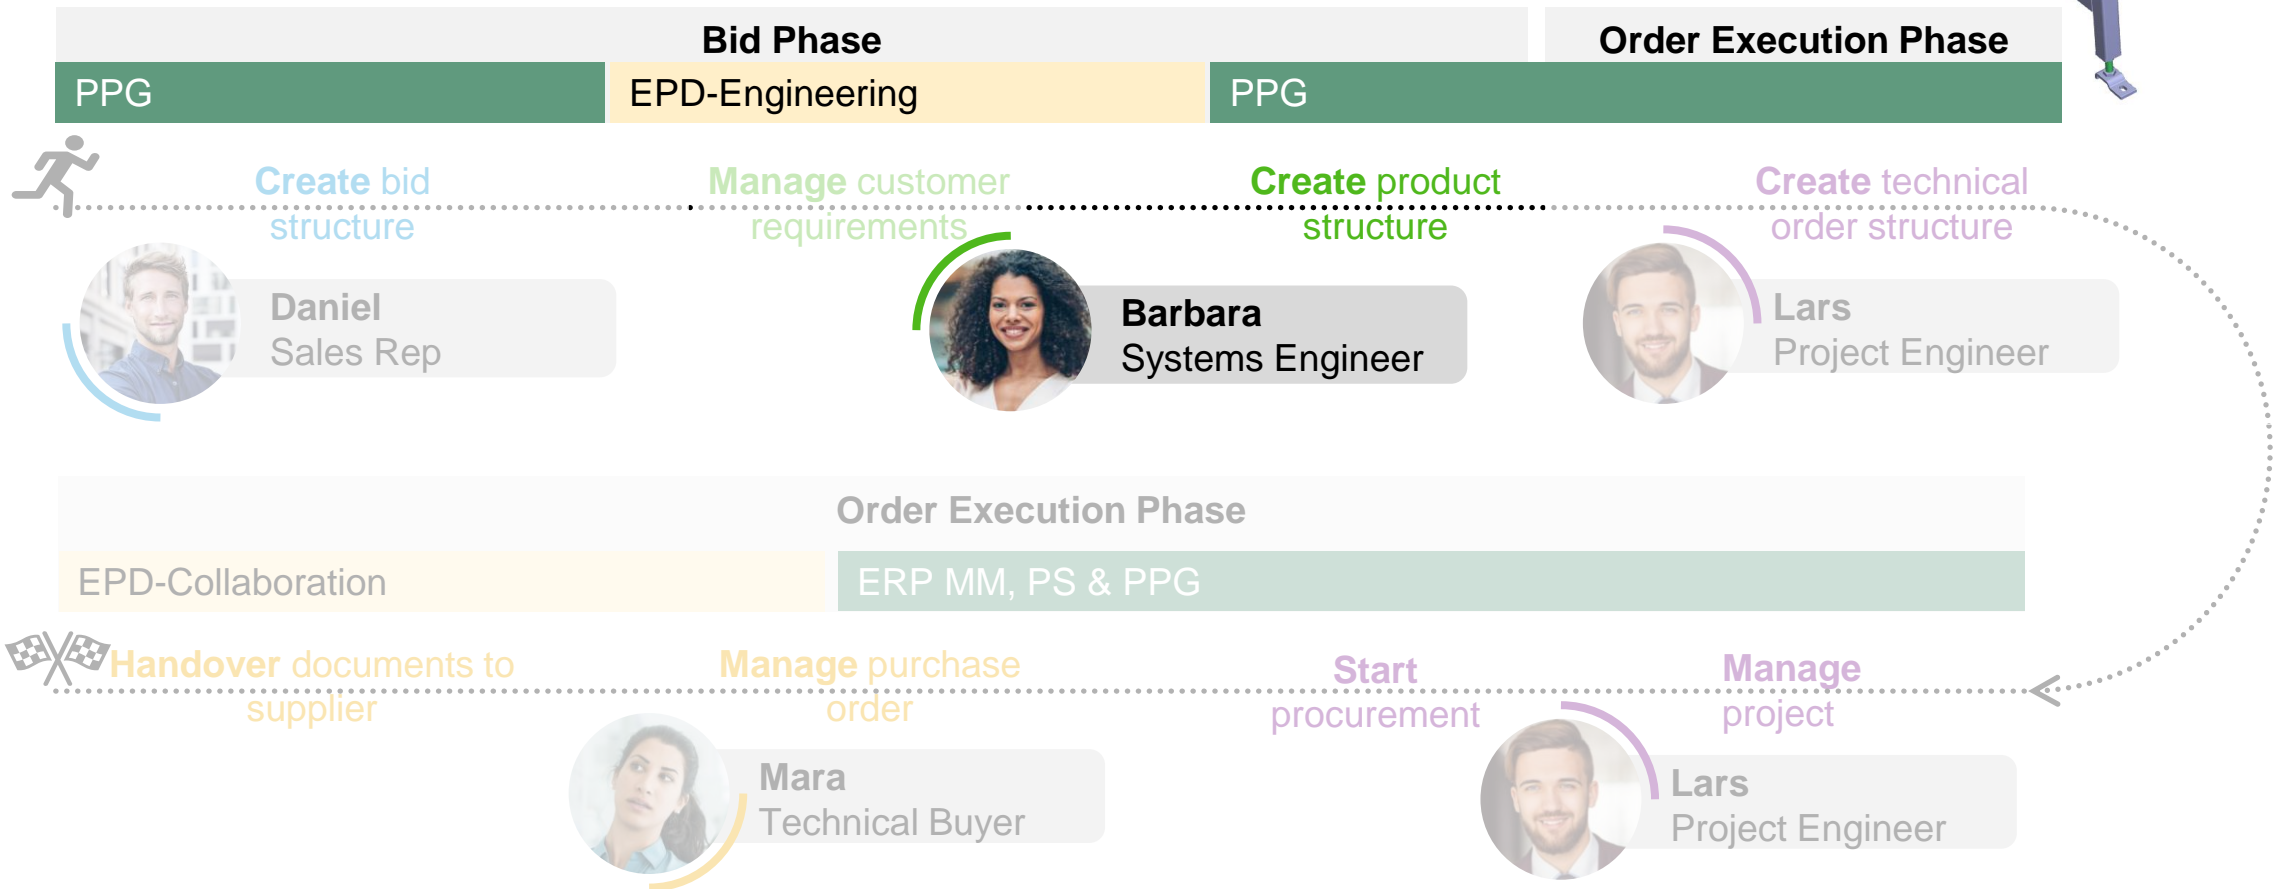 Bid Phase
Order Execution Phase
PPG
EPD-Engineering
PPG
Create bid
structure
Manage customer
requirements
Create product
structure
Create technical
order structure
Daniel
Sales Rep
Barbara
Systems Engineer
Lars
Project Engineer
Order Execution Phase
EPD-Collaboration
ERP MM, PS & PPG
Handover documents to
supplier
Manage purchase
order
Start
procurement
Manage
project
Mara
Technical Buyer
Lars
Project Engineer